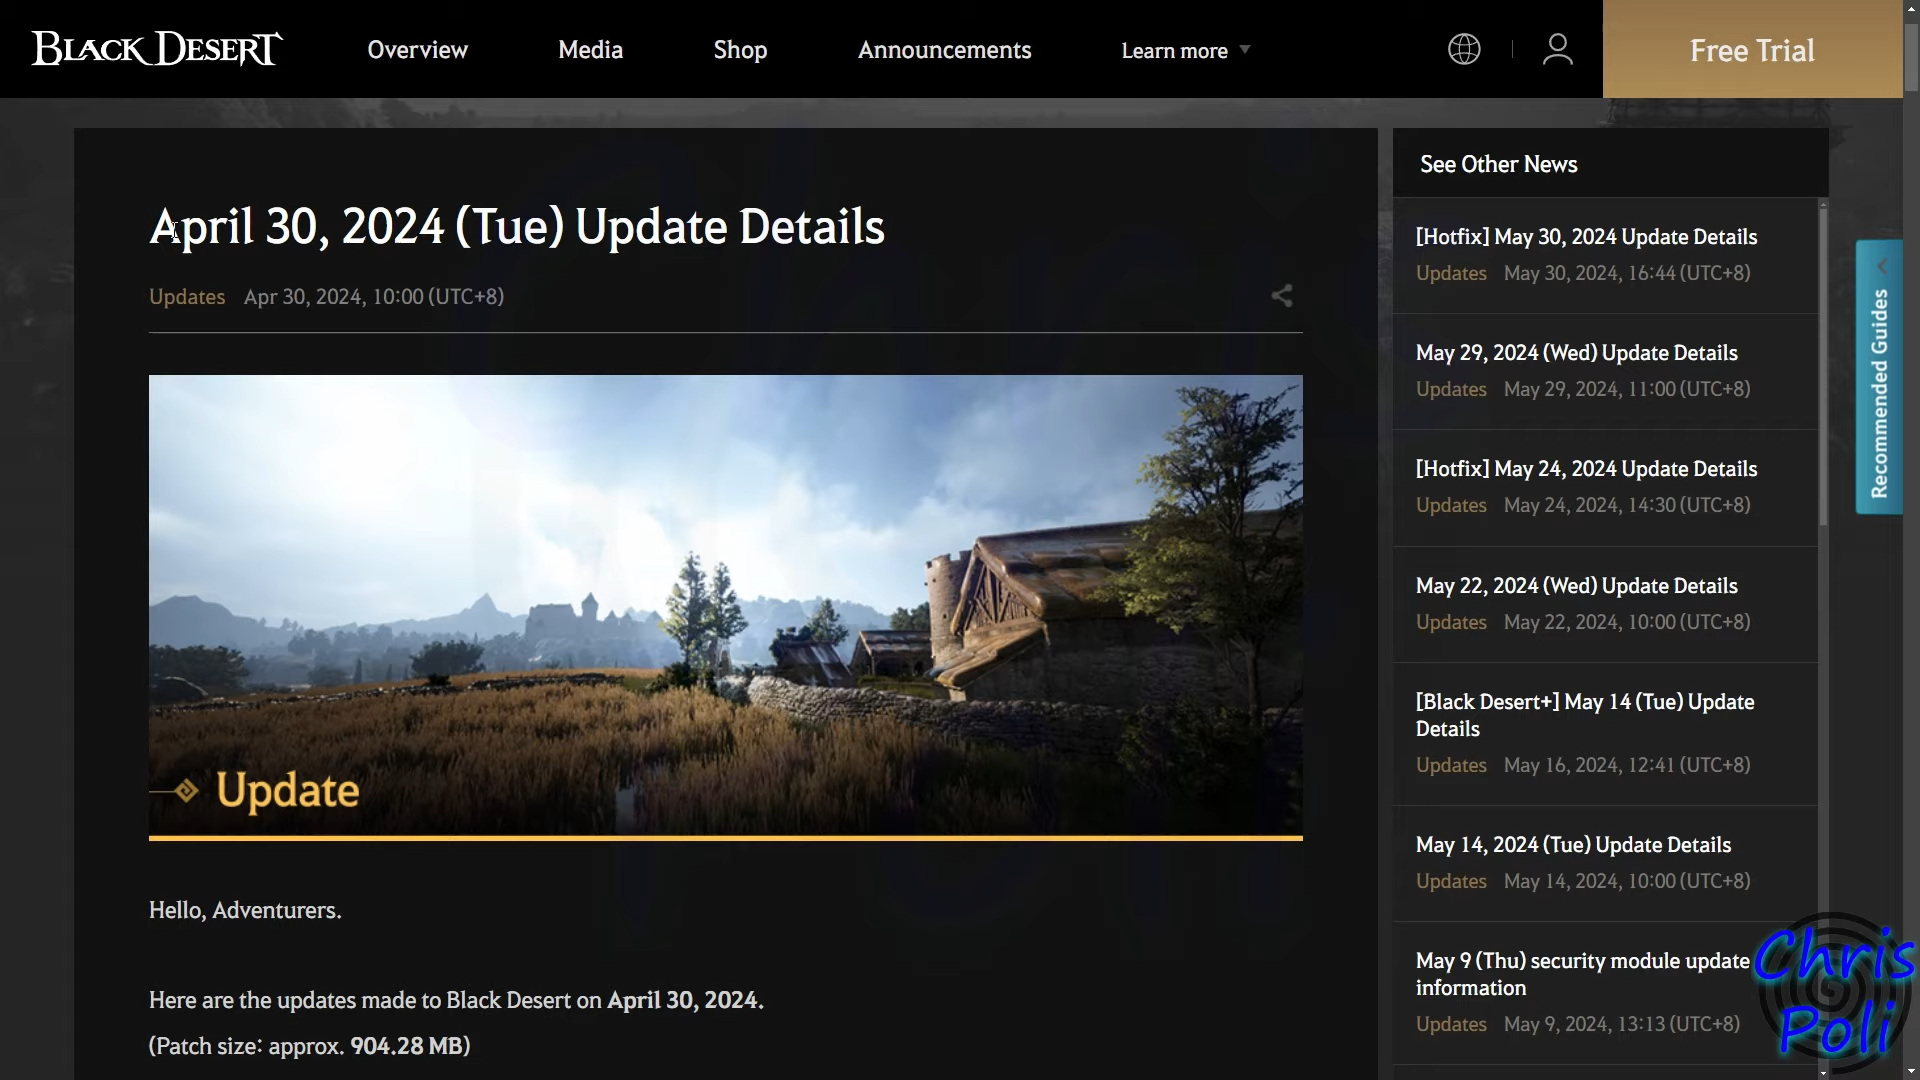 BLACK DESERT
Overview
Media
Shop
Announcements
Learn more
Free Trial
April 30, 2024 (Tue) Update Details
Updates Apr 30, 2024, 10:00 (UTC+8)
Update
Hello, Adventurers.
Here are the updates made to Black Desert on April 30, 2024.
(Patch size: approx. 904.28 MB)
See Other News
[Hotfix] May 30, 2024 Update Details
Updates May 30, 2024, 16:44 (UTC+8)
May 29, 2024 (Wed) Update Details
Updates May 29, 2024, 11:00 (UTC+8)
[Hotfix] May 24, 2024 Update Details
Updates May 24, 2024, 14:30 (UTC+8)
May 22, 2024 (Wed) Update Details
Updates May 22, 2024, 10:00 (UTC+8)
[Black Desert+] May 14 (Tue) Update
Details
Updates May 16, 2024, 12:41 (UTC+8)
May 14, 2024 (Tue) Update Details
Updates May 14, 2024, 10:00 (UTC+8)
May 9 (Thu) security module update
information
Updates May 9, 2024, 13:13 (UTC+8)
Recommended Guides
Chris
Poli